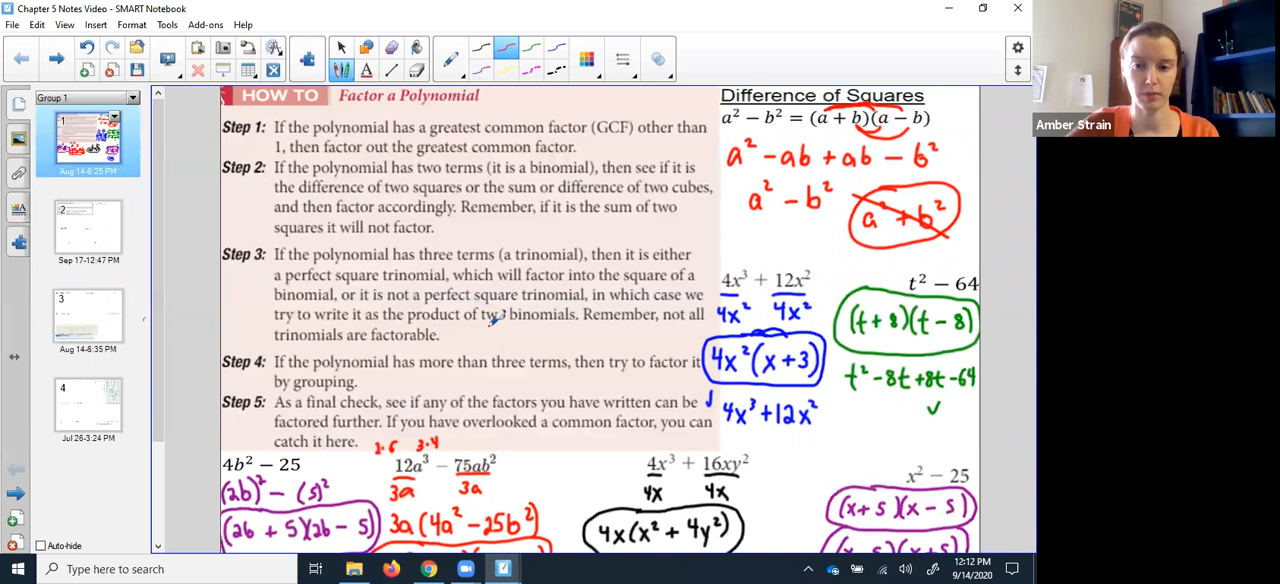 Chapter 5 Notes Video - SMART Notebook
File Edit View Insert Format Tools Add-ons Help
Group 1
Aug 14-6:25 PM
2
Sep 17-12:47 PM
3
Aug 14-6:35 PM
4
Jul 26-3:24 PM
Auto-hide
HOW TO Factor a Polynomial
Step 1: If the polynomial has a greatest common factor (GCF) other than
1, then factor out the greatest common factor.
Step 2: If the polynomial has two terms (it is a binomial), then see if it is
the difference of two squares or the sum or difference of two cubes,
and then factor accordingly. Remember, if it is the sum of two
squares it will not factor.
Step 3: If the polynomial has three terms (a trinomial), then it is either
a perfect square trinomial, which will factor into the square of a
binomial, or it is not a perfect square trinomial, in which case we
try to write it as the product of two binomials. Remember, not all
trinomials are factorable.
Step 4: If the polynomial has more than three terms, then try to factor it
by grouping.
Step 5: As a final check, see if any of the factors you have written can be
factored further. If you have overlooked a common factor, you can
catch it here.
Difference of Squares
a² − b² = (a + b)(a − b)
a² - ab + ab - b²
a² - b²
a² + b²
4x³ + 12x²
4x² 4x²
4x²(x+3)
4x³+12x²
t² − 64
(t+8)(t-8)
t²-8t+8t-64
4b² − 25
(2b)² - (5)²
(2b + 5)(2b - 5)
2·6 3·4
12a³ − 75ab²
3a 3a
3a(4a² - 25b²)
4x³ + 16xy²
4x 4x
4x(x² + 4y²)
x² − 25
(x+5)(x-5)
(x-5)(x+5)
Amber Strain
Type here to search
12:12 PM
9/14/2020